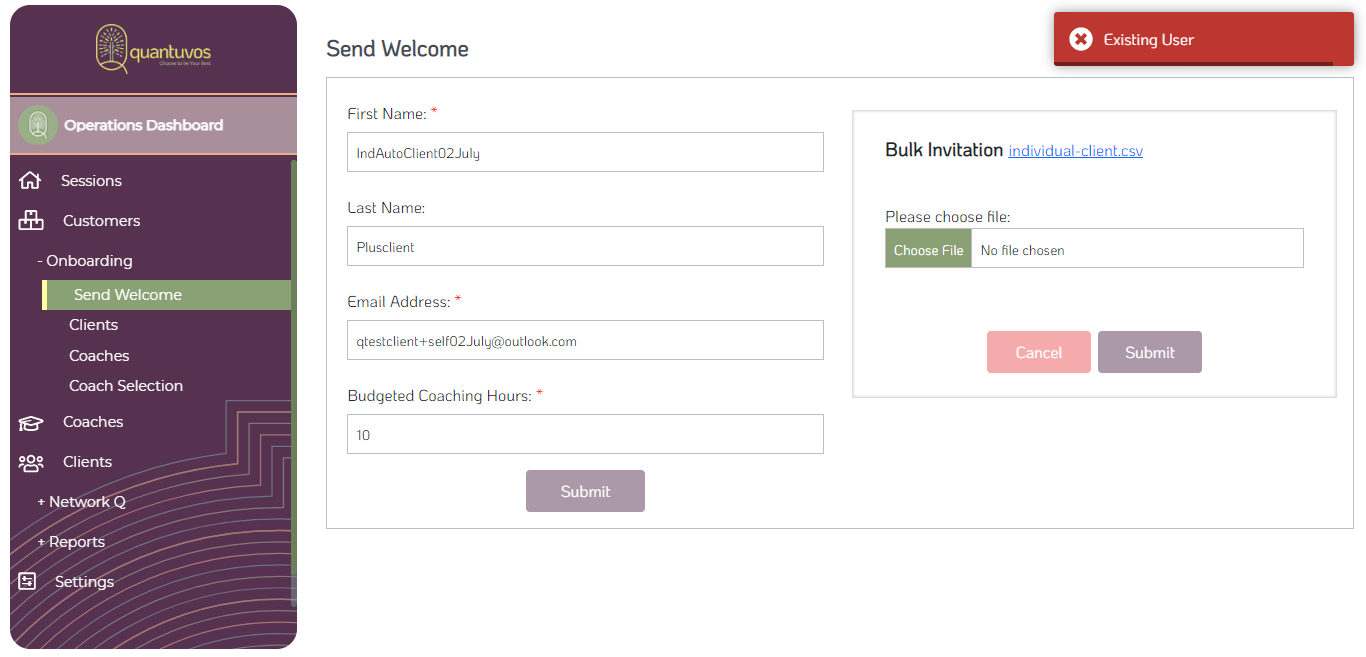 quantuvos
Choose to be Your Best
Operations Dashboard
Sessions
Customers
- Onboarding
Send Welcome
Clients
Coaches
Coach Selection
Coaches
Clients
+ Network Q
+ Reports
Settings
Send Welcome
Existing User
First Name: *
IndAutoClient02July
Last Name:
Plusclient
Email Address: *
qtestclient+self02July@outlook.com
Budgeted Coaching Hours: *
10
Submit
Bulk Invitation individual-client.csv
Please choose file:
Choose File No file chosen
Cancel Submit